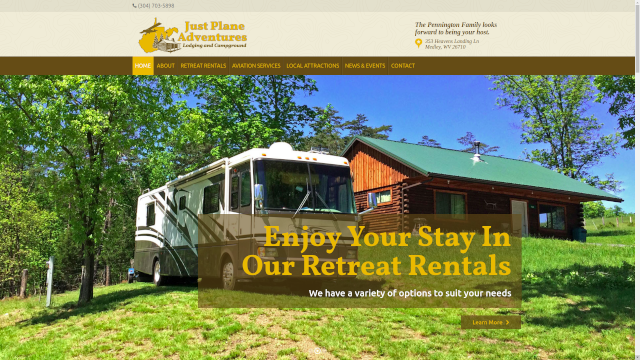 (304) 703-5898
Just Plane
Adventures
Lodging and Campground
The Pennington Family looks
forward to being your host.
353 Heavens Landing Ln
Medley, WV 26710
HOME
ABOUT
RETREAT RENTALS
AVIATION SERVICES
LOCAL ATTRACTIONS
NEWS & EVENTS
CONTACT
Enjoy Your Stay In
Our Retreat Rentals
We have a variety of options to suit your needs
Learn More